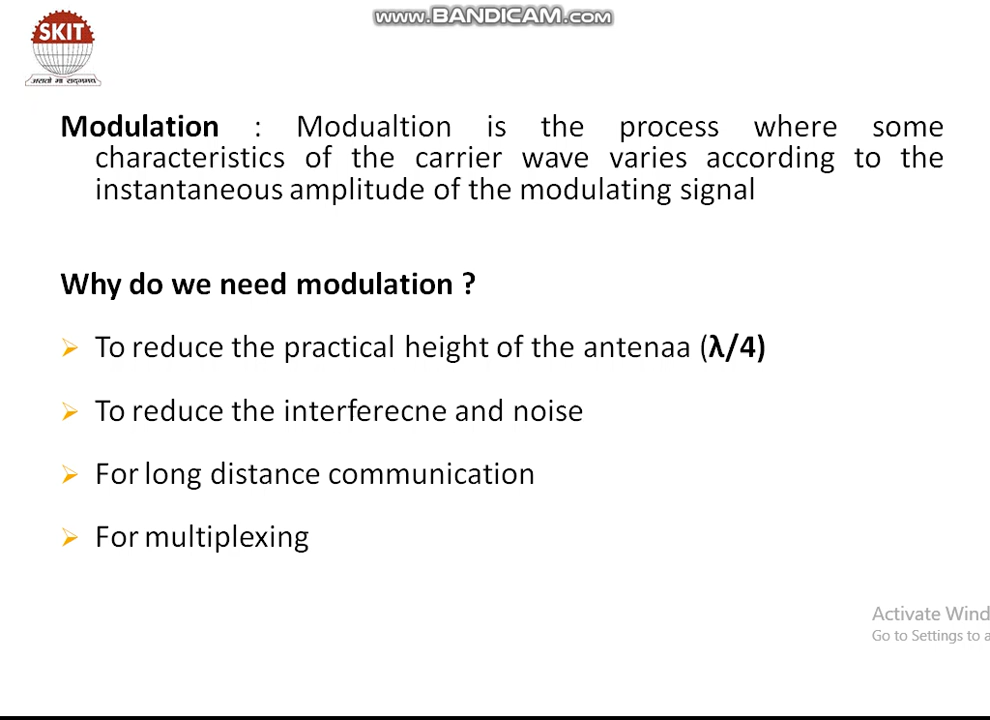 www.BANDICAM.com
SKIT
असतो मा सद्गमय
Modulation : Modualtion is the process where some
characteristics of the carrier wave varies according to the
instantaneous amplitude of the modulating signal
Why do we need modulation ?
➢ To reduce the practical height of the antenaa (λ/4)
➢ To reduce the interferecne and noise
➢ For long distance communication
➢ For multiplexing
Activate Wind
Go to Settings to a